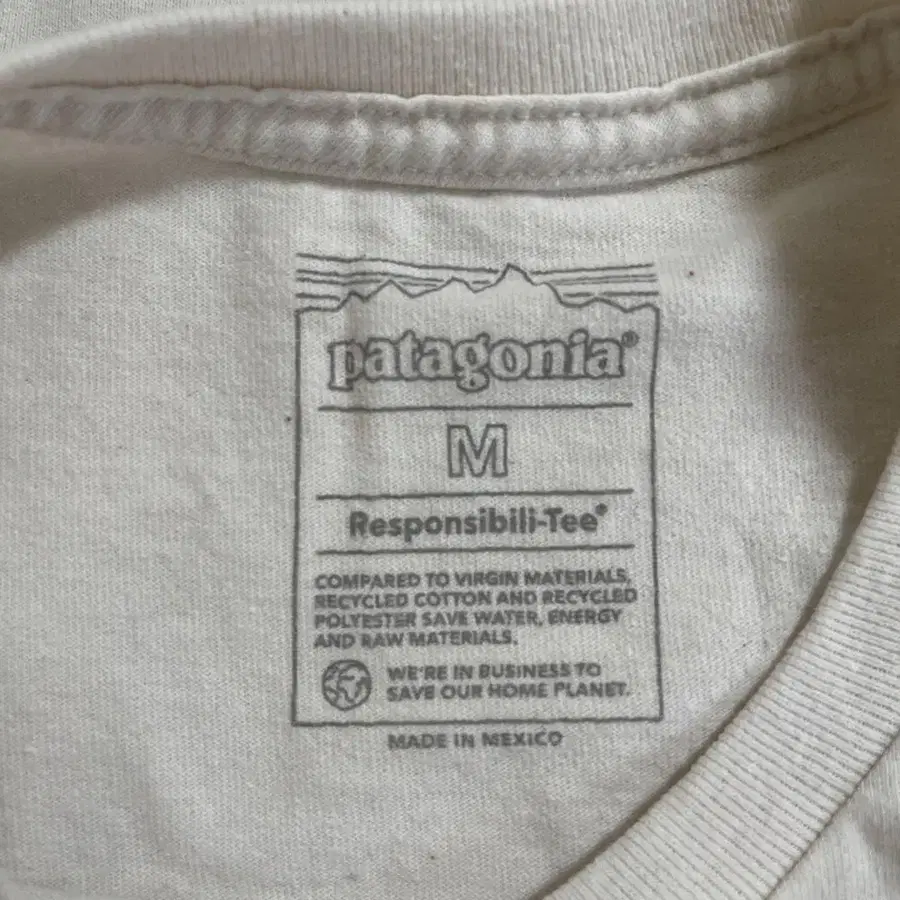 patagonia®
M
Responsibili-Tee®
COMPARED TO VIRGIN MATERIALS,
RECYCLED COTTON AND RECYCLED
POLYESTER SAVE WATER, ENERGY
AND RAW MATERIALS.
WE'RE IN BUSINESS TO
SAVE OUR HOME PLANET.
MADE IN MEXICO